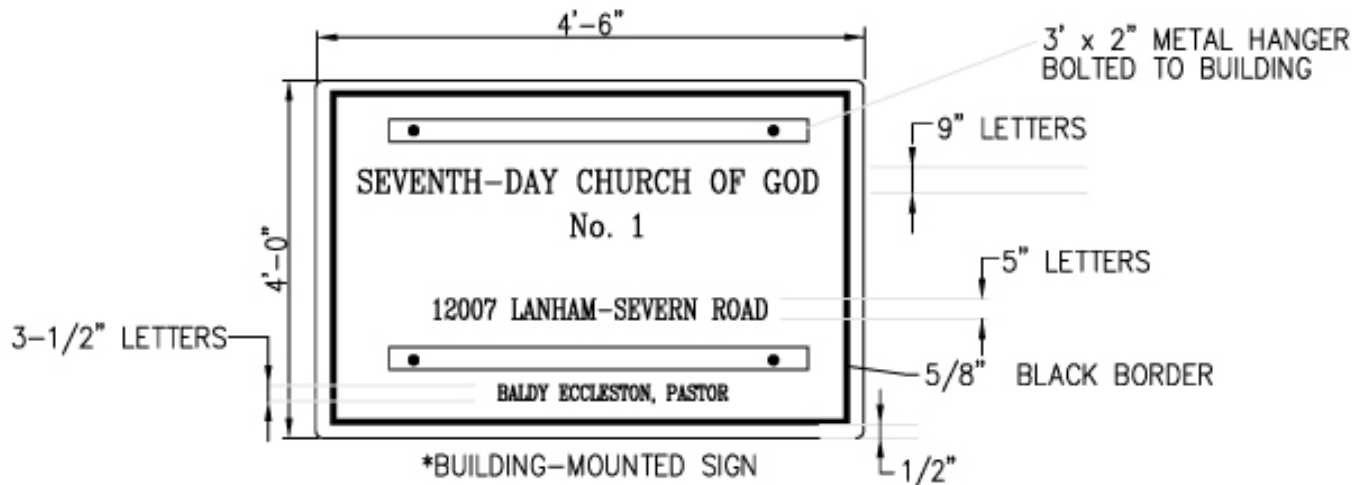 4'-6"
3' x 2" METAL HANGER
BOLTED TO BUILDING
9" LETTERS
SEVENTH-DAY CHURCH OF GOD
No. 1
4'-0"
5" LETTERS
12007 LANHAM-SEVERN ROAD
3-1/2" LETTERS
5/8" BLACK BORDER
BALDY ECCLESTON, PASTOR
*BUILDING-MOUNTED SIGN
1/2"